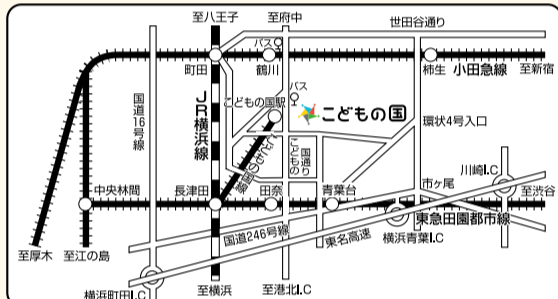 至八王子
至府中
世田谷通り
バス
町田
鶴川
柿生
小田急線
至新宿
国道16号線
JR横浜線
こどもの国駅
バス
こどもの国
環状4号入口
こどもの国線
こどもの国通り
川崎I.C
中央林間
長津田
田奈
青葉台
市ヶ尾
至渋谷
東急田園都市線
国道246号線
東名高速
横浜青葉I.C
至厚木
至江の島
横浜町田I.C
至横浜
至港北I.C